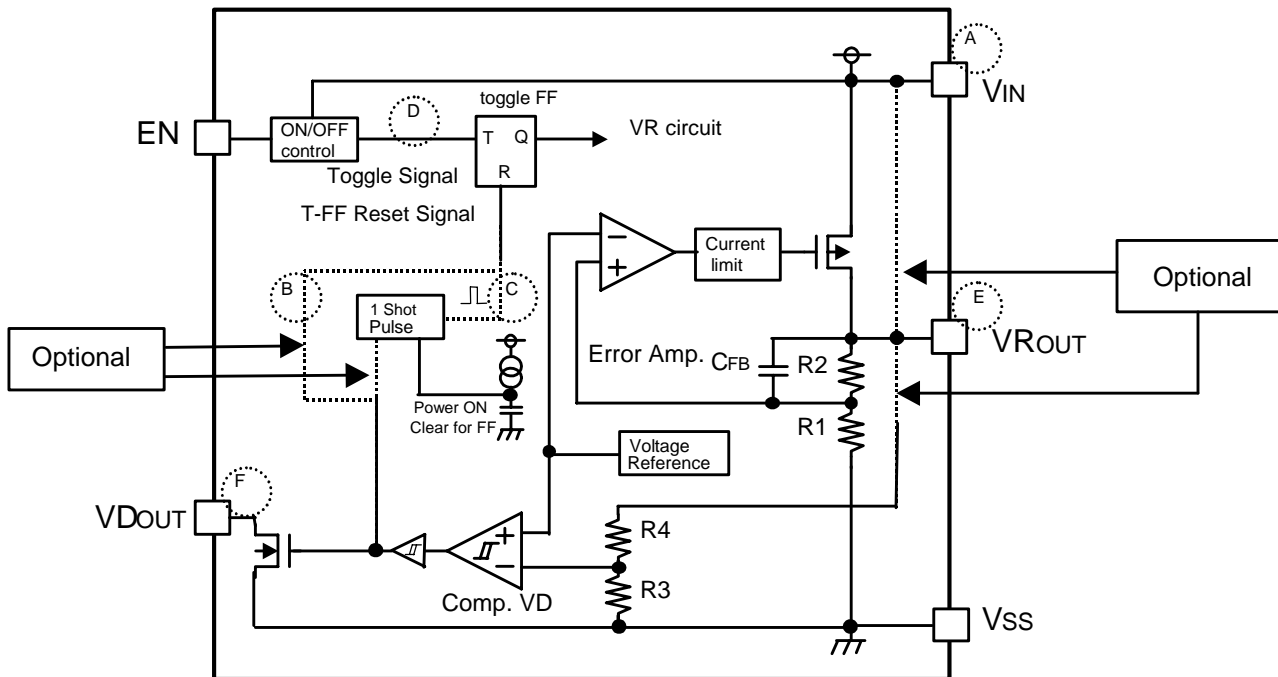 A
VIN
toggle FF
D
EN
ON/OFF
control
T Q
R
VR circuit
Toggle Signal
T-FF Reset Signal
−
+
Current
limit
Optional
B
C
1 Shot
Pulse
E
VROUT
Optional
Error Amp.
CFB
R2
R1
Power ON
Clear for FF
Voltage
Reference
F
VDOUT
+
−
R4
R3
Comp. VD
VSS